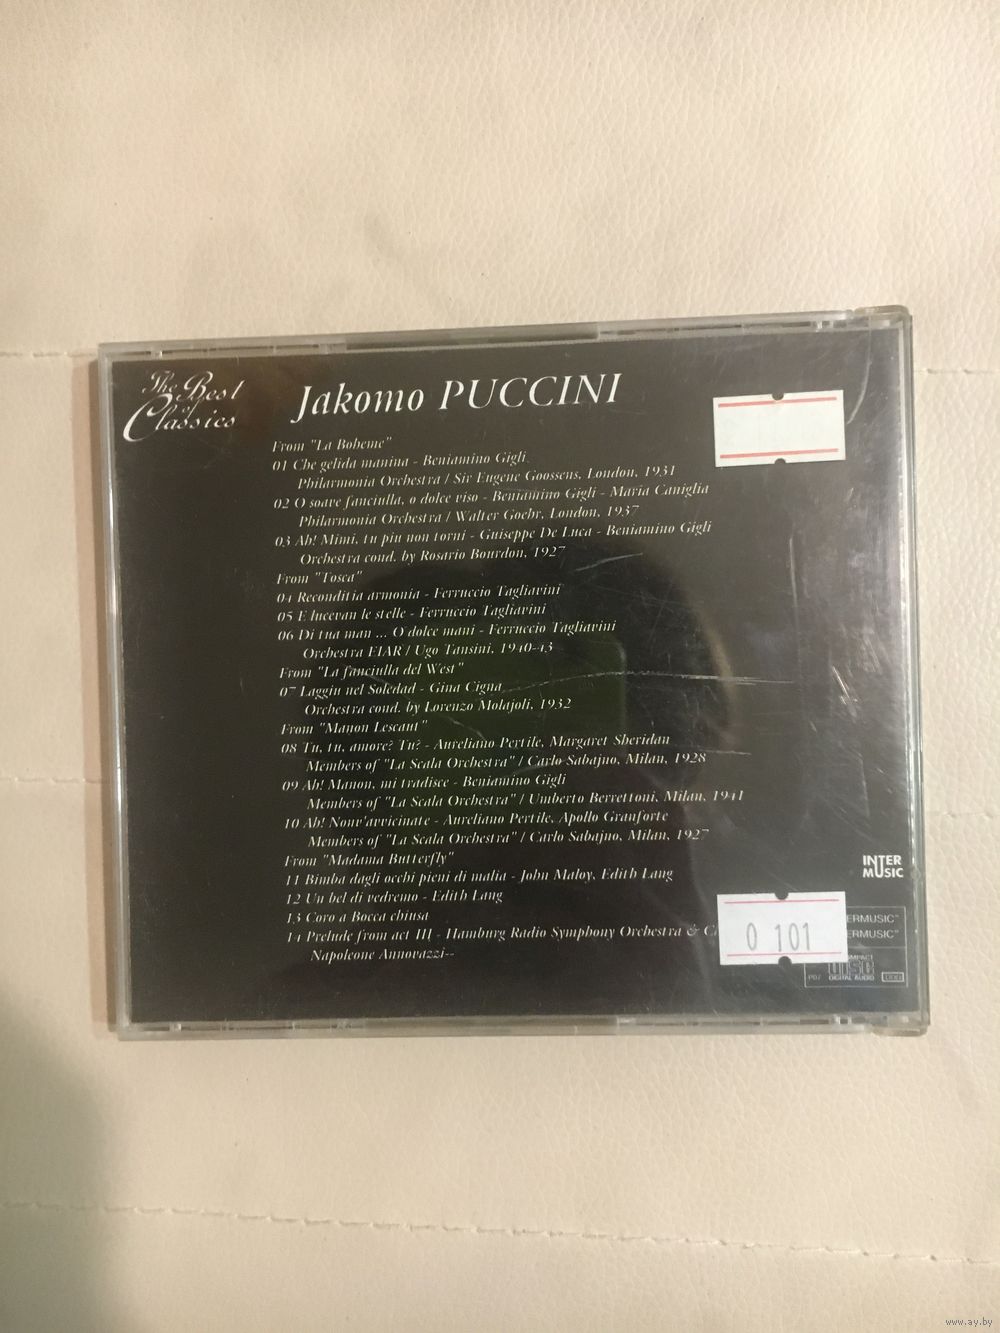 The Best
of
Classics
Jakomo PUCCINI
From "La Boheme"
01 Che gelida manina - Beniamino Gigli
Philarmonia Orchestra / Sir Eugene Goossens, London, 1931
02 O soave fanciulla, o dolce viso - Beniamino Gigli - Maria Caniglia
Philarmonia Orchestra / Walter Goehr, London, 1937
03 Ah! Mimi, tu piu non torni - Guiseppe De Luca - Beniamino Gigli
Orchestra cond. by Rosario Bourdon, 1927
From "Tosca"
04 Reconditia armonia - Ferruccio Tagliavini
05 E lucevan le stelle - Ferruccio Tagliavini
06 Di tua man ... O dolce mani - Ferruccio Tagliavini
Orchestra EIAR / Ugo Tansini, 1940-43
From "La fanciulla del West"
07 Laggin nel Soledad - Gina Cigna
Orchestra cond. by Lorenzo Molajoli, 1932
From "Manon Lescaut"
08 Tu, tu, amore? Tu? - Aureliano Pertile, Margaret Sheridan
Members of "La Scala Orchestra" / Carlo Sabajno, Milan, 1928
09 Ah! Manon, mi tradisce - Beniamino Gigli
Members of "La Scala Orchestra" / Umberto Berrettoni, Milan, 1941
10 Ah! Nonv'avvicinate - Aureliano Pertile, Apollo Granforte
Members of "La Scala Orchestra" / Carlo Sabajno, Milan, 1927
From "Madama Butterfly"
11 Bimba dagli occhi pieni di malia - John Maloy, Edith Lang
12 Un bel di vedremo - Edith Lang
13 Coro a Bocca chiusa
14 Prelude from act III - Hamburg Radio Symphony Orchestra & C
Napoleone Annovazzi--
INTER
MUSIC
0 101
ERMUSIC"
ERMUSIC"
DISC
DIGITAL AUDIO
P07
DDD
www.ay.by